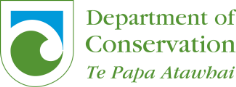 Department of
Conservation
Te Papa Atawhai